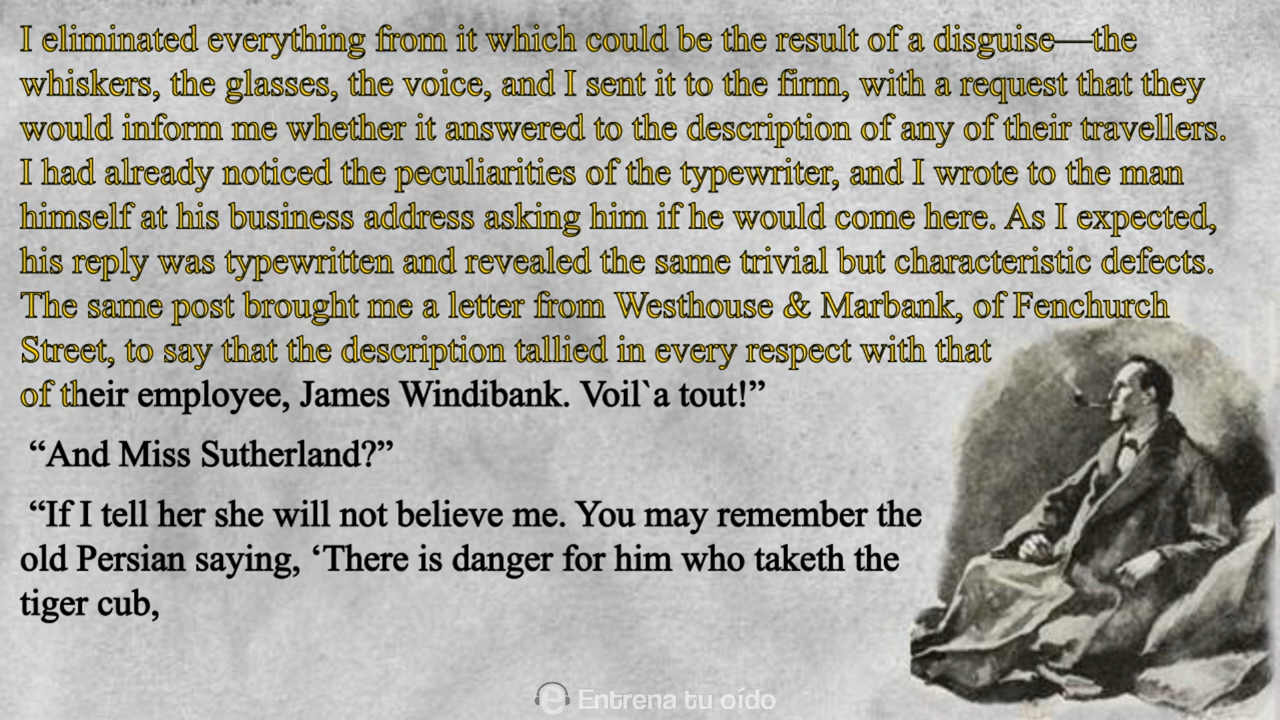 I eliminated everything from it which could be the result of a disguise—the
whiskers, the glasses, the voice, and I sent it to the firm, with a request that they
would inform me whether it answered to the description of any of their travellers.
I had already noticed the peculiarities of the typewriter, and I wrote to the man
himself at his business address asking him if he would come here. As I expected,
his reply was typewritten and revealed the same trivial but characteristic defects.
The same post brought me a letter from Westhouse & Marbank, of Fenchurch
Street, to say that the description tallied in every respect with that
of their employee, James Windibank. Voil`a tout!”
“And Miss Sutherland?”
“If I tell her she will not believe me. You may remember the
old Persian saying, ‘There is danger for him who taketh the
tiger cub,
Entrena tu oído